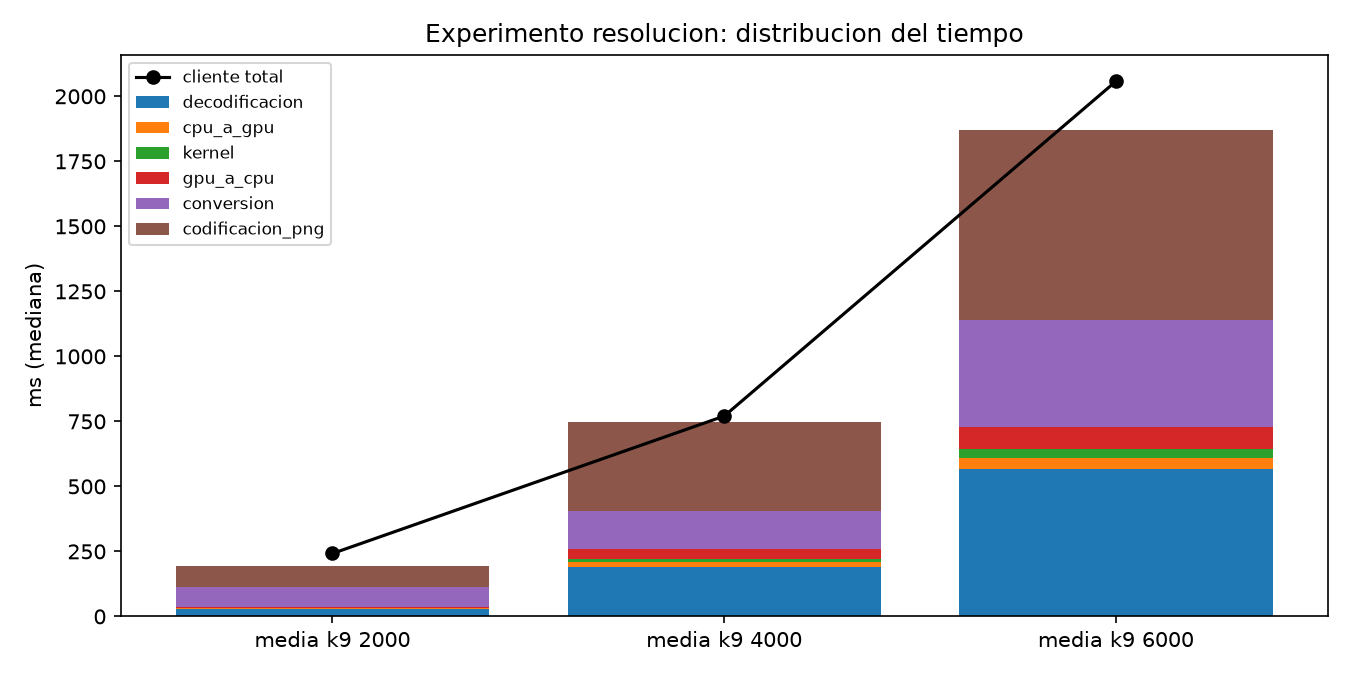 Experimento resolucion: distribucion del tiempo
cliente total
decodificacion
cpu_a_gpu
kernel
gpu_a_cpu
conversion
codificacion_png
ms (mediana)
2000
1750
1500
1250
1000
750
500
250
0
media k9 2000
media k9 4000
media k9 6000